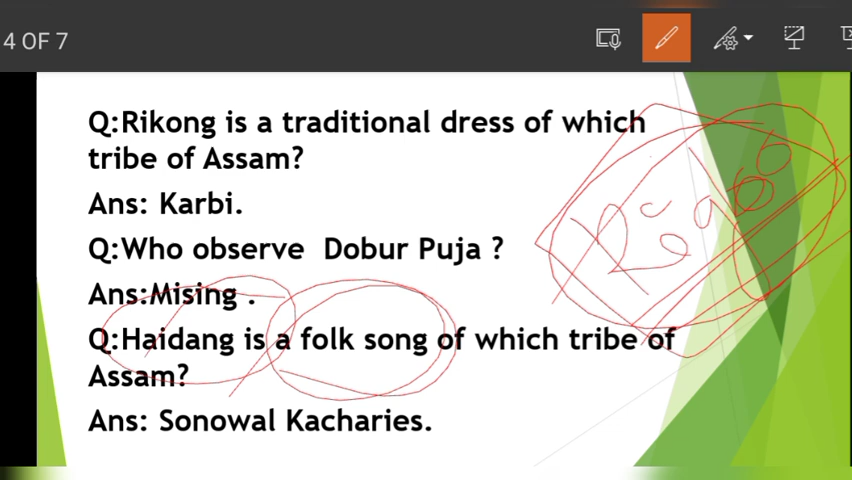 4 OF 7
Q:Rikong is a traditional dress of which
tribe of Assam?
Ans: Karbi.
Q:Who observe Dobur Puja ?
Ans:Mising .
Q:Haidang is a folk song of which tribe of
Assam?
Ans: Sonowal Kacharies.